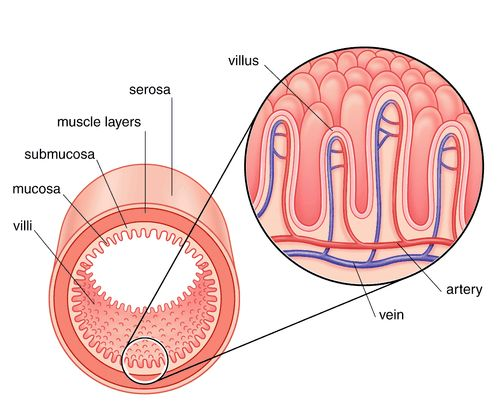 villus
serosa
muscle layers
submucosa
mucosa
villi
artery
vein